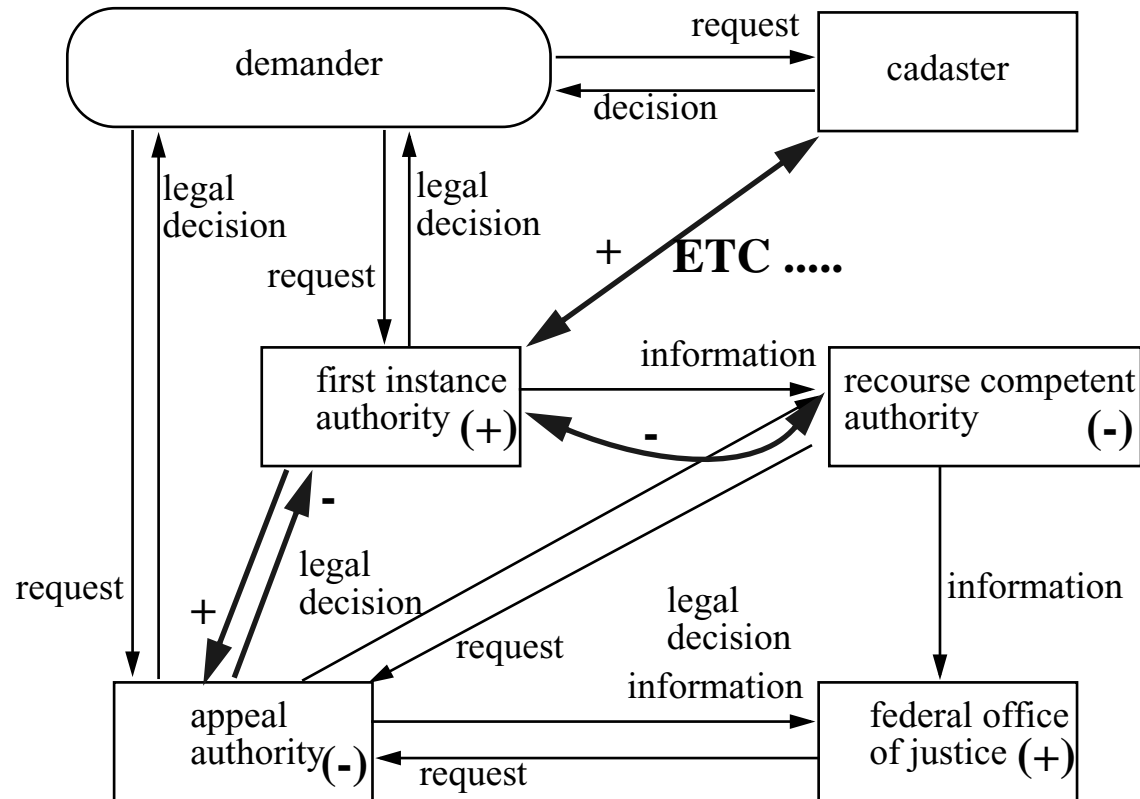 request
demander
cadaster
decision
legal
decision
legal
decision
+
ETC .....
request
information
first instance
authority
(+)
recourse competent
authority
(-)
-
-
legal
decision
request
+
information
legal
decision
request
information
appeal
authority
(-)
federal office
of justice
(+)
request